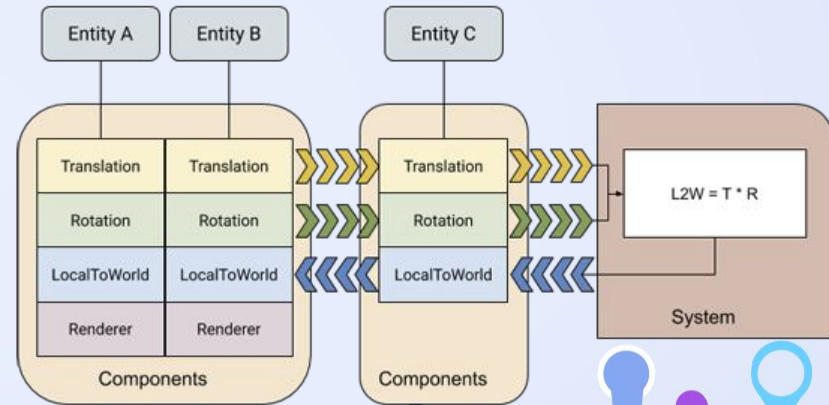 Entity A
Entity B
Entity C
Translation
Translation
Translation
Rotation
Rotation
Rotation
L2W = T * R
LocalToWorld
LocalToWorld
LocalToWorld
Renderer
Renderer
System
Components
Components